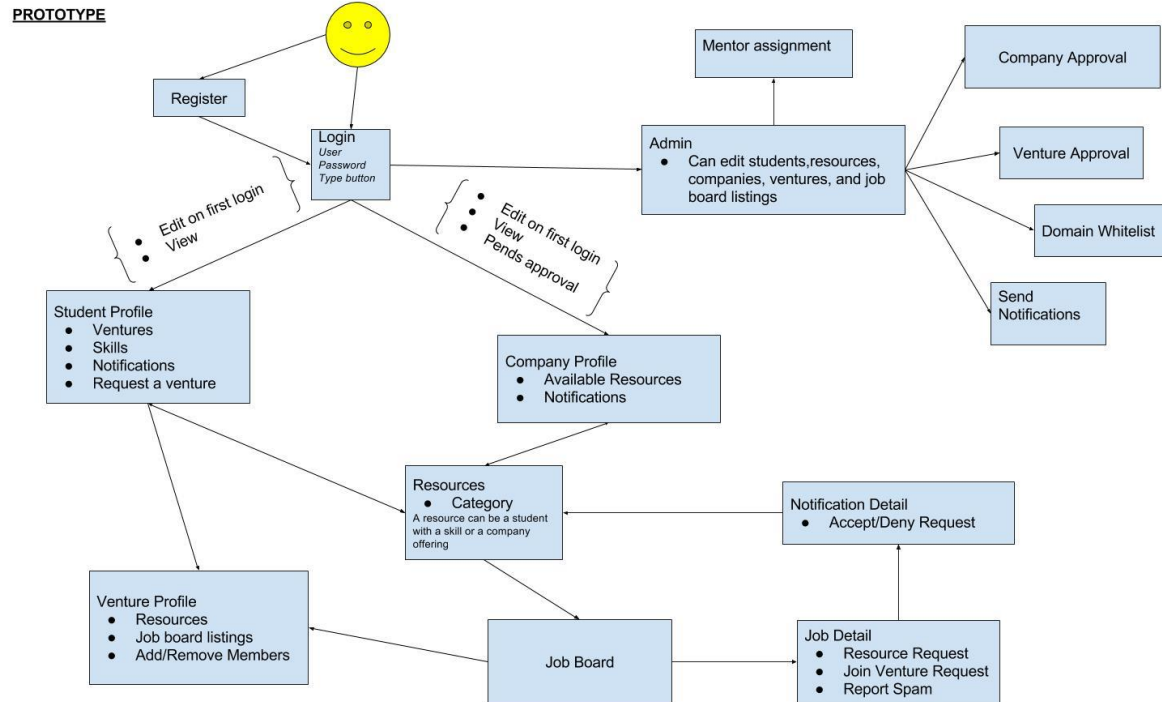 PROTOTYPE
Register
Login
User
Password
Type button
Mentor assignment
Admin
● Can edit students,resources,
companies, ventures, and job
board listings
Company Approval
Venture Approval
Domain Whitelist
Send
Notifications
● Edit on first login
● View
● Edit on first login
● View
● Pends approval
Student Profile
● Ventures
● Skills
● Notifications
● Request a venture
Company Profile
● Available Resources
● Notifications
Resources
● Category
A resource can be a student
with a skill or a company
offering
Notification Detail
● Accept/Deny Request
Venture Profile
● Resources
● Job board listings
● Add/Remove Members
Job Board
Job Detail
● Resource Request
● Join Venture Request
● Report Spam